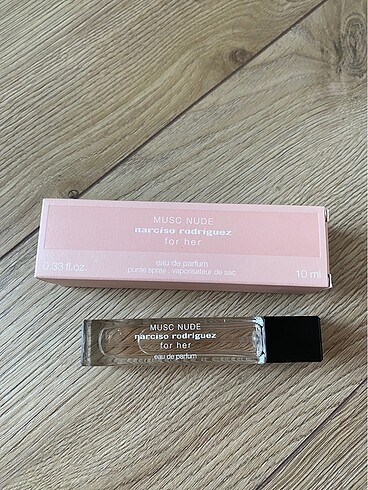 MUSC NUDE
narciso rodriguez
for her
eau de parfum
0.33 fl.oz.
purse spray . vaporisateur de sac
10 ml
MUSC NUDE
narciso rodriguez
for her
eau de parfum